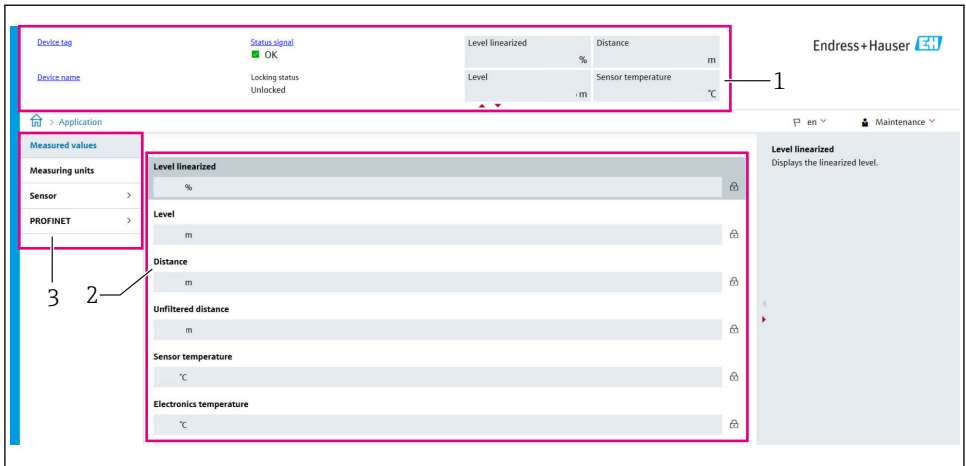 Device tag
Status signal
OK
Level linearized
%
Distance
m
Endress+Hauser EH
Device name
Locking status
Unlocked
Level
m
Sensor temperature
°C
1
> Application
en
Maintenance
Measured values
Measuring units
Sensor >
PROFINET >
3
2
Level linearized
%
Level
m
Distance
m
Unfiltered distance
m
Sensor temperature
°C
Electronics temperature
°C
Level linearized
Displays the linearized level.